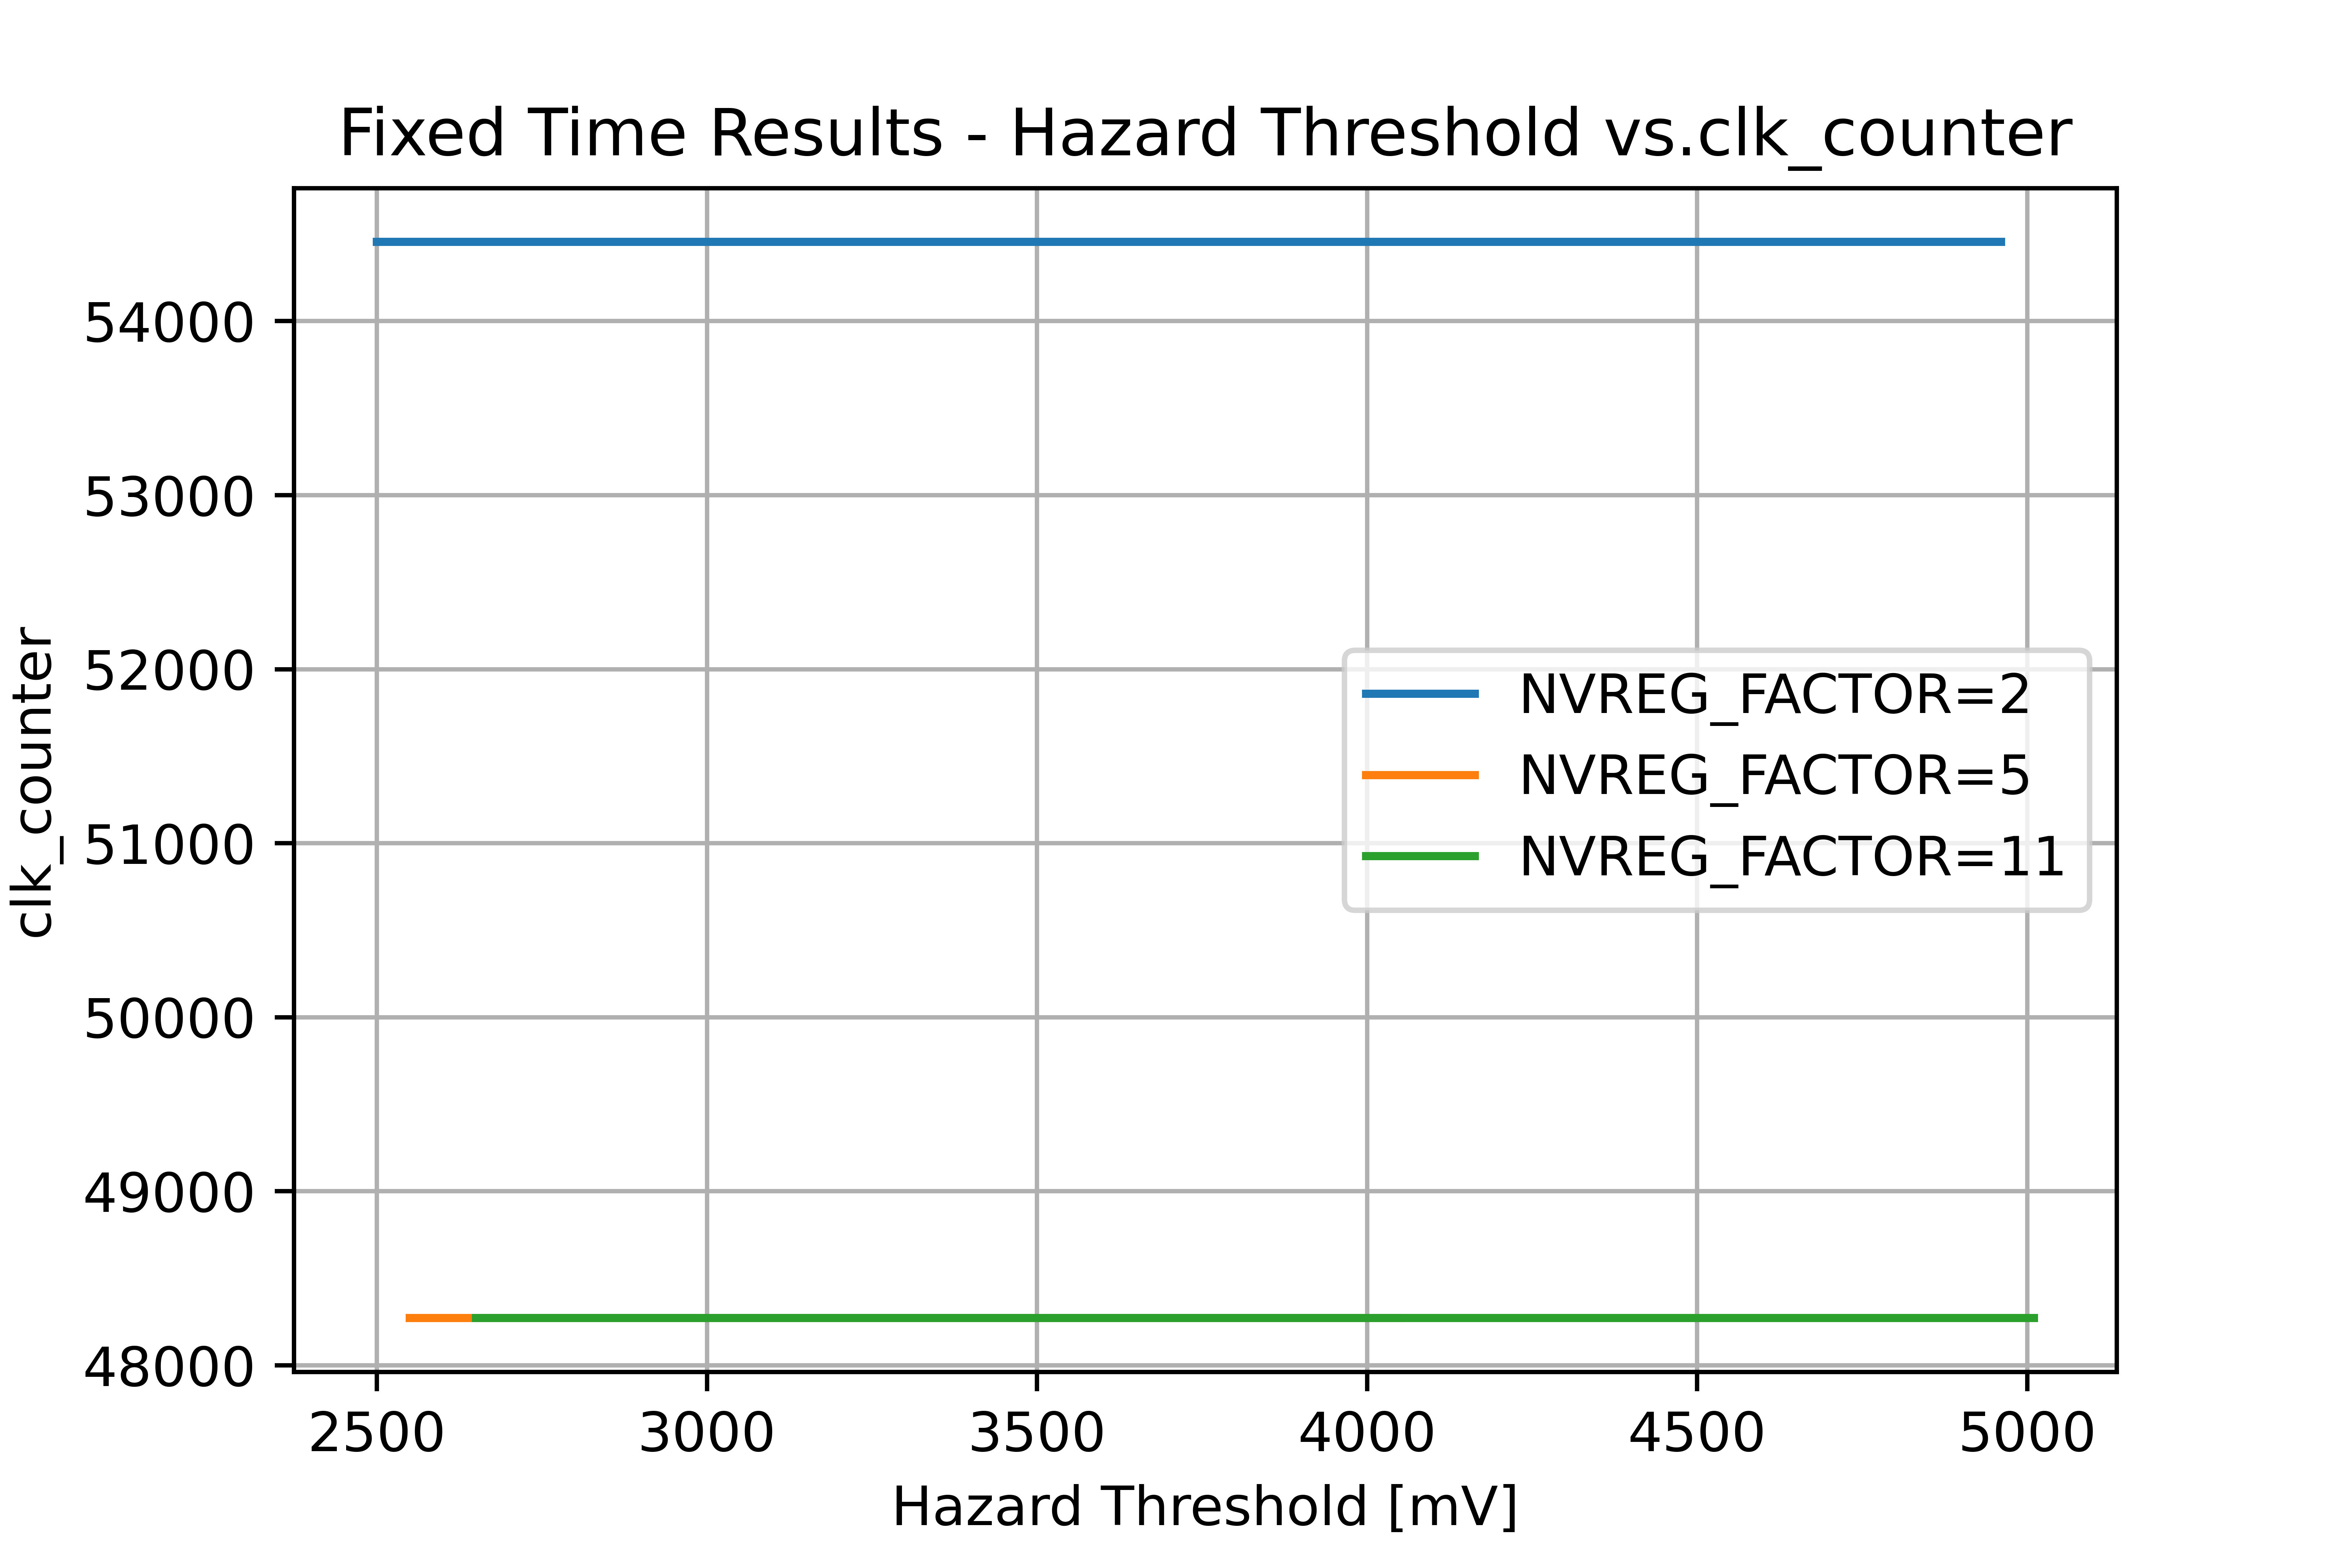 Fixed Time Results - Hazard Threshold vs.clk_counter
54000
53000
52000
51000
50000
49000
48000
clk_counter
NVREG_FACTOR=2
NVREG_FACTOR=5
NVREG_FACTOR=11
2500 3000 3500 4000 4500 5000
Hazard Threshold [mV]